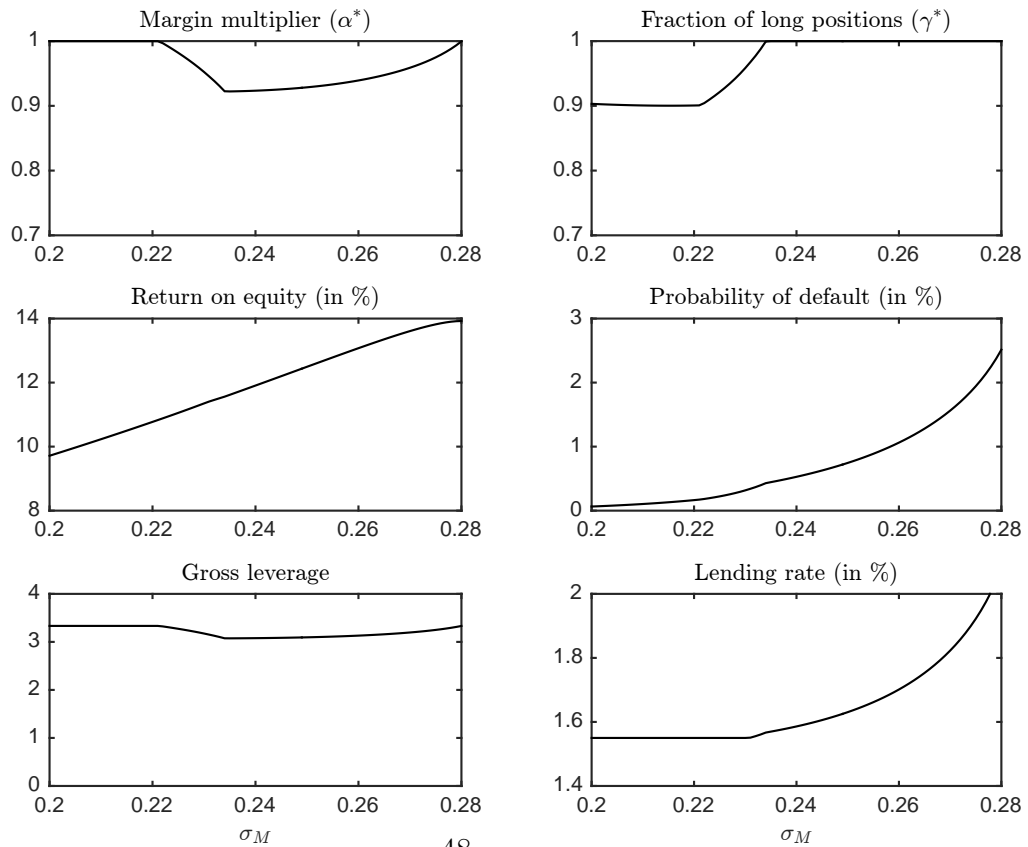 Margin multiplier (α*)
1
0.9
0.8
0.7
0.2 0.22 0.24 0.26 0.28
Fraction of long positions (γ*)
1
0.9
0.8
0.7
0.2 0.22 0.24 0.26 0.28
Return on equity (in %)
14
12
10
8
0.2 0.22 0.24 0.26 0.28
Probability of default (in %)
3
2
1
0
0.2 0.22 0.24 0.26 0.28
Gross leverage
4
3
2
1
0
0.2 0.22 0.24 0.26 0.28
σ_M
Lending rate (in %)
2
1.8
1.6
1.4
0.2 0.22 0.24 0.26 0.28
σ_M